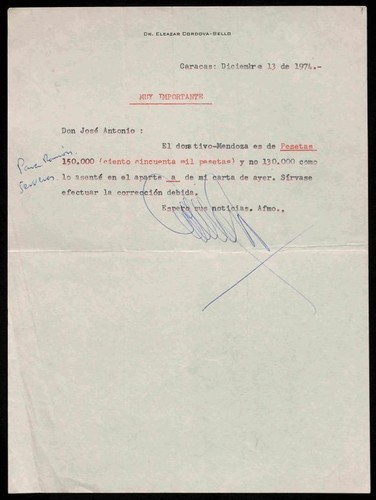 DR. ELEAZAR CORDOVA-BELLO
Caracas: Diciembre 13 de 1974.-
MUY IMPORTANTE
Don José Antonio :
El donativo-Mendoza es de Pesetas
150.000 (ciento cincuenta mil pesetas) y no 130.000 como
lo asenté en el aparte a de mi carta de ayer. Sírvase
efectuar la corrección debida.
Espero sus noticias. Afmo.,
Para Ramón